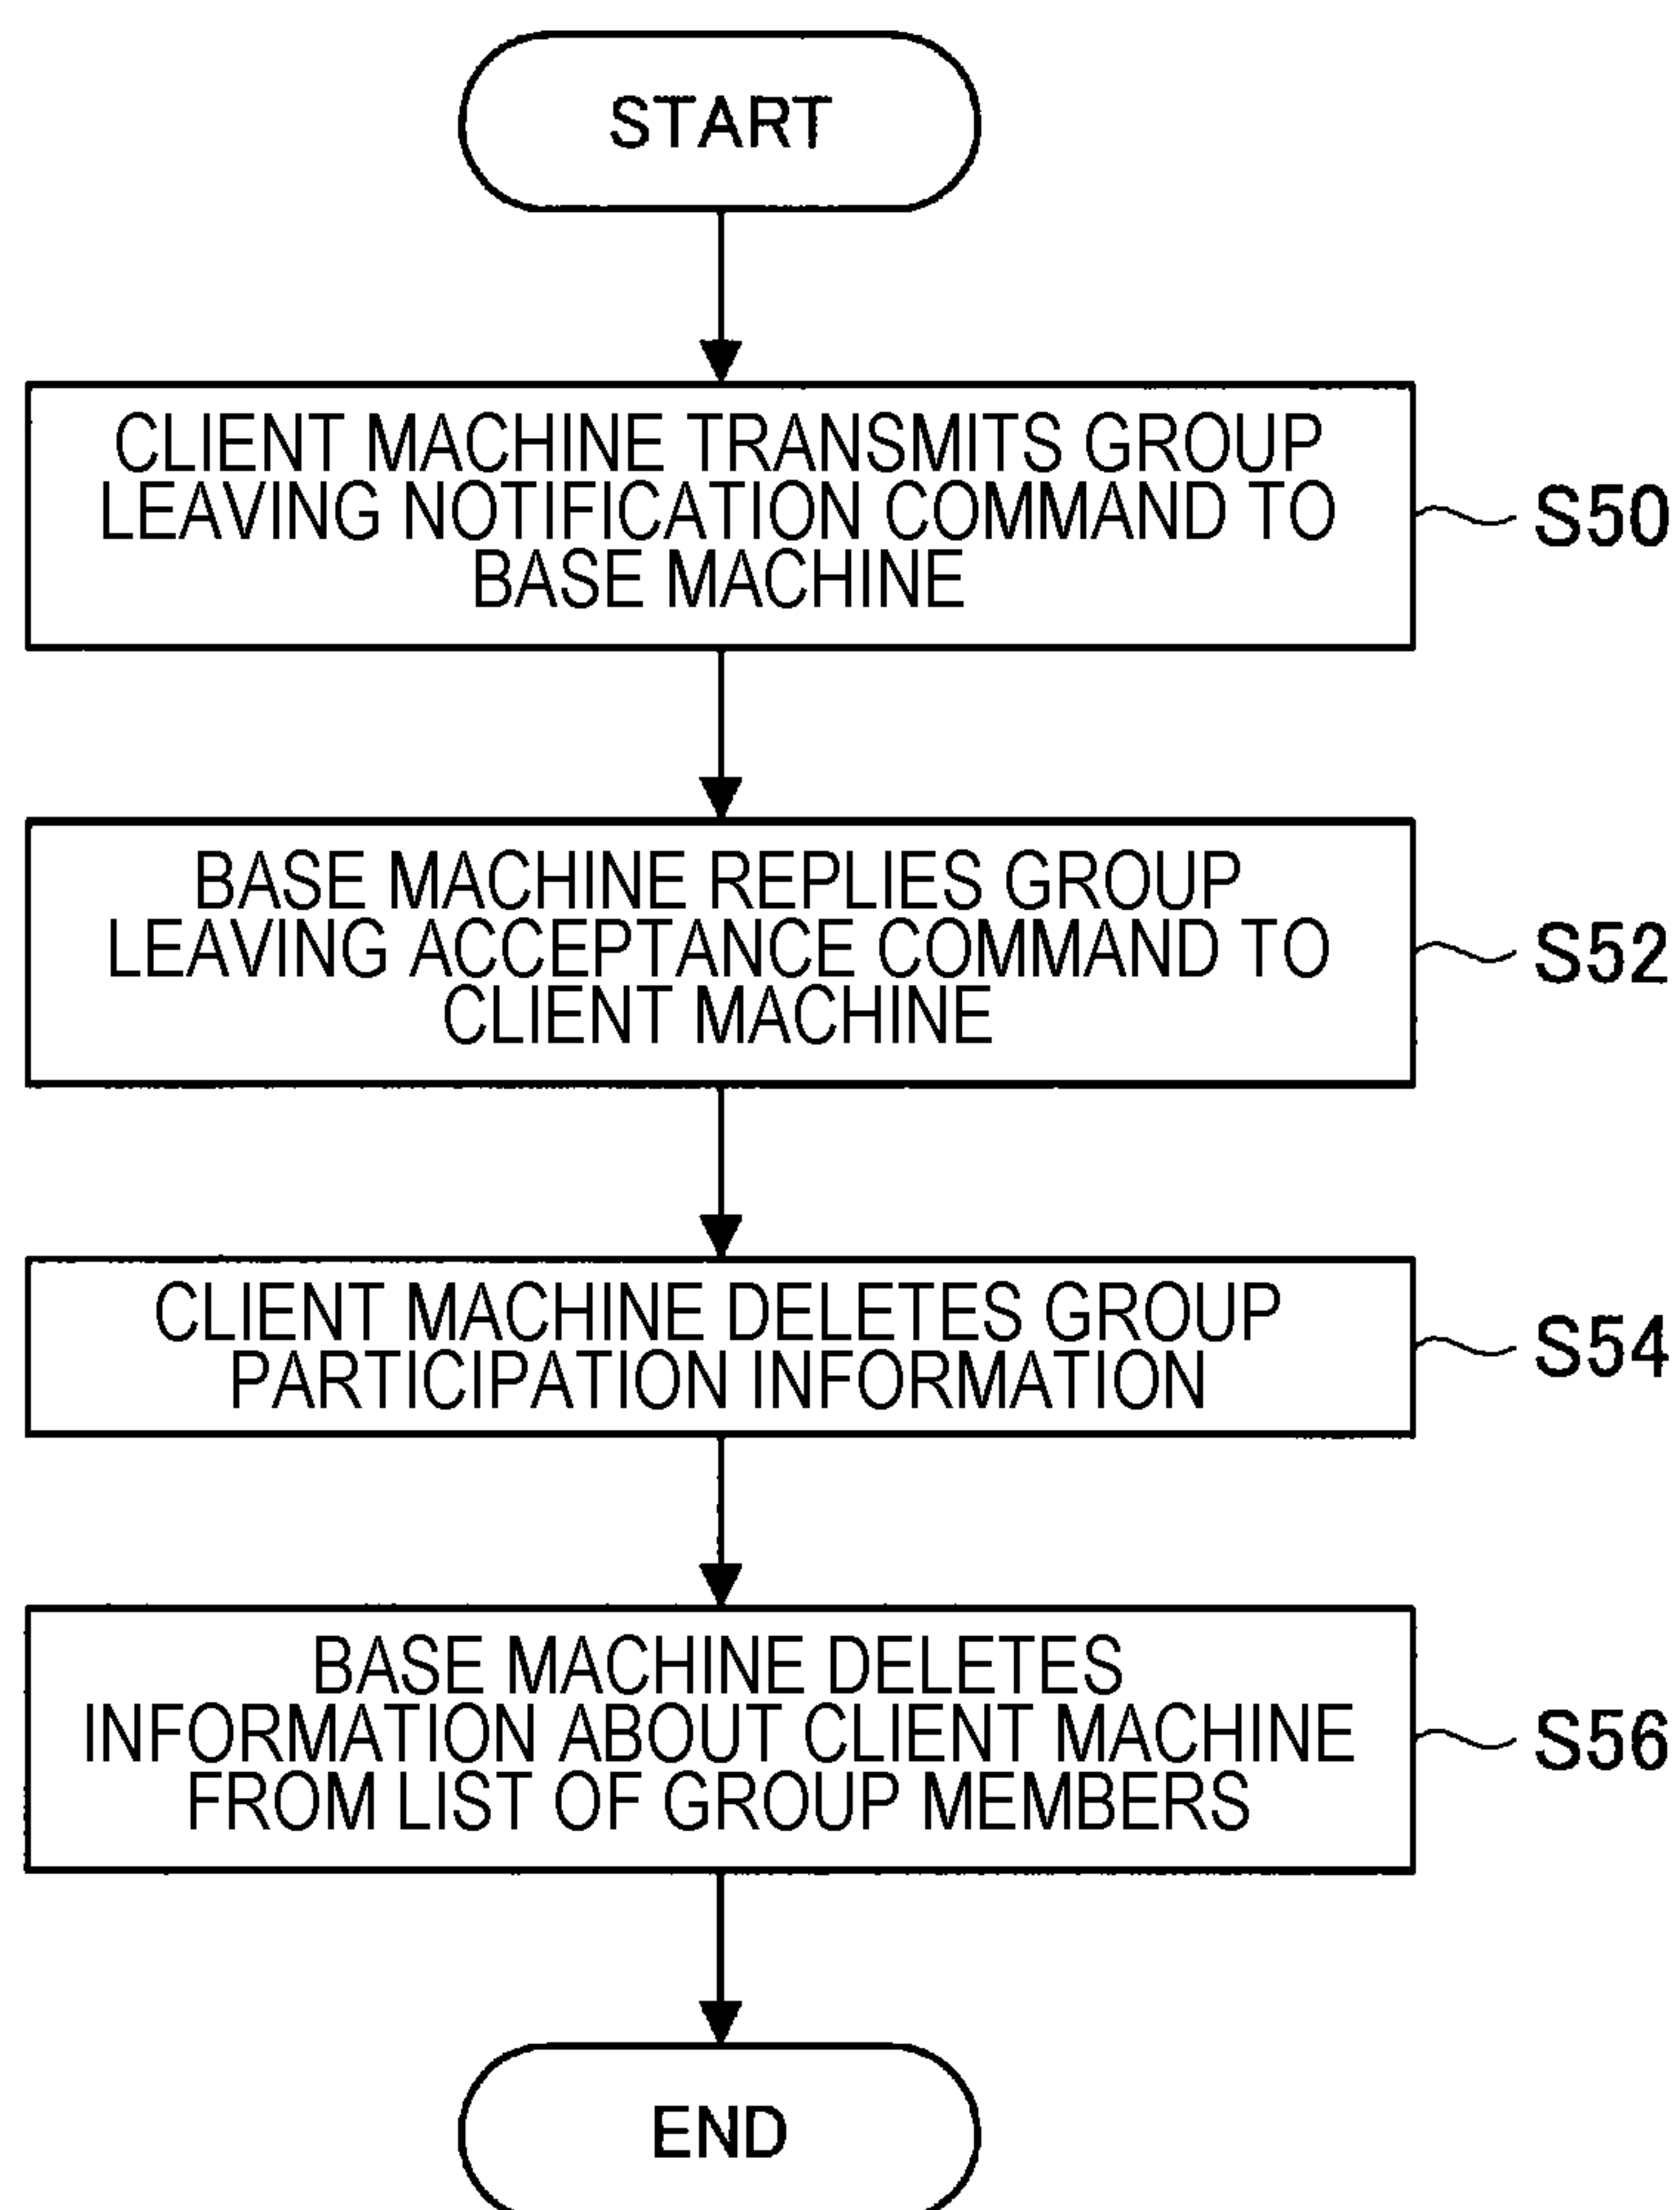 START
CLIENT MACHINE TRANSMITS GROUP
LEAVING NOTIFICATION COMMAND TO
BASE MACHINE
S50
BASE MACHINE REPLIES GROUP
LEAVING ACCEPTANCE COMMAND TO
CLIENT MACHINE
S52
CLIENT MACHINE DELETES GROUP
PARTICIPATION INFORMATION
S54
BASE MACHINE DELETES
INFORMATION ABOUT CLIENT MACHINE
FROM LIST OF GROUP MEMBERS
S56
END